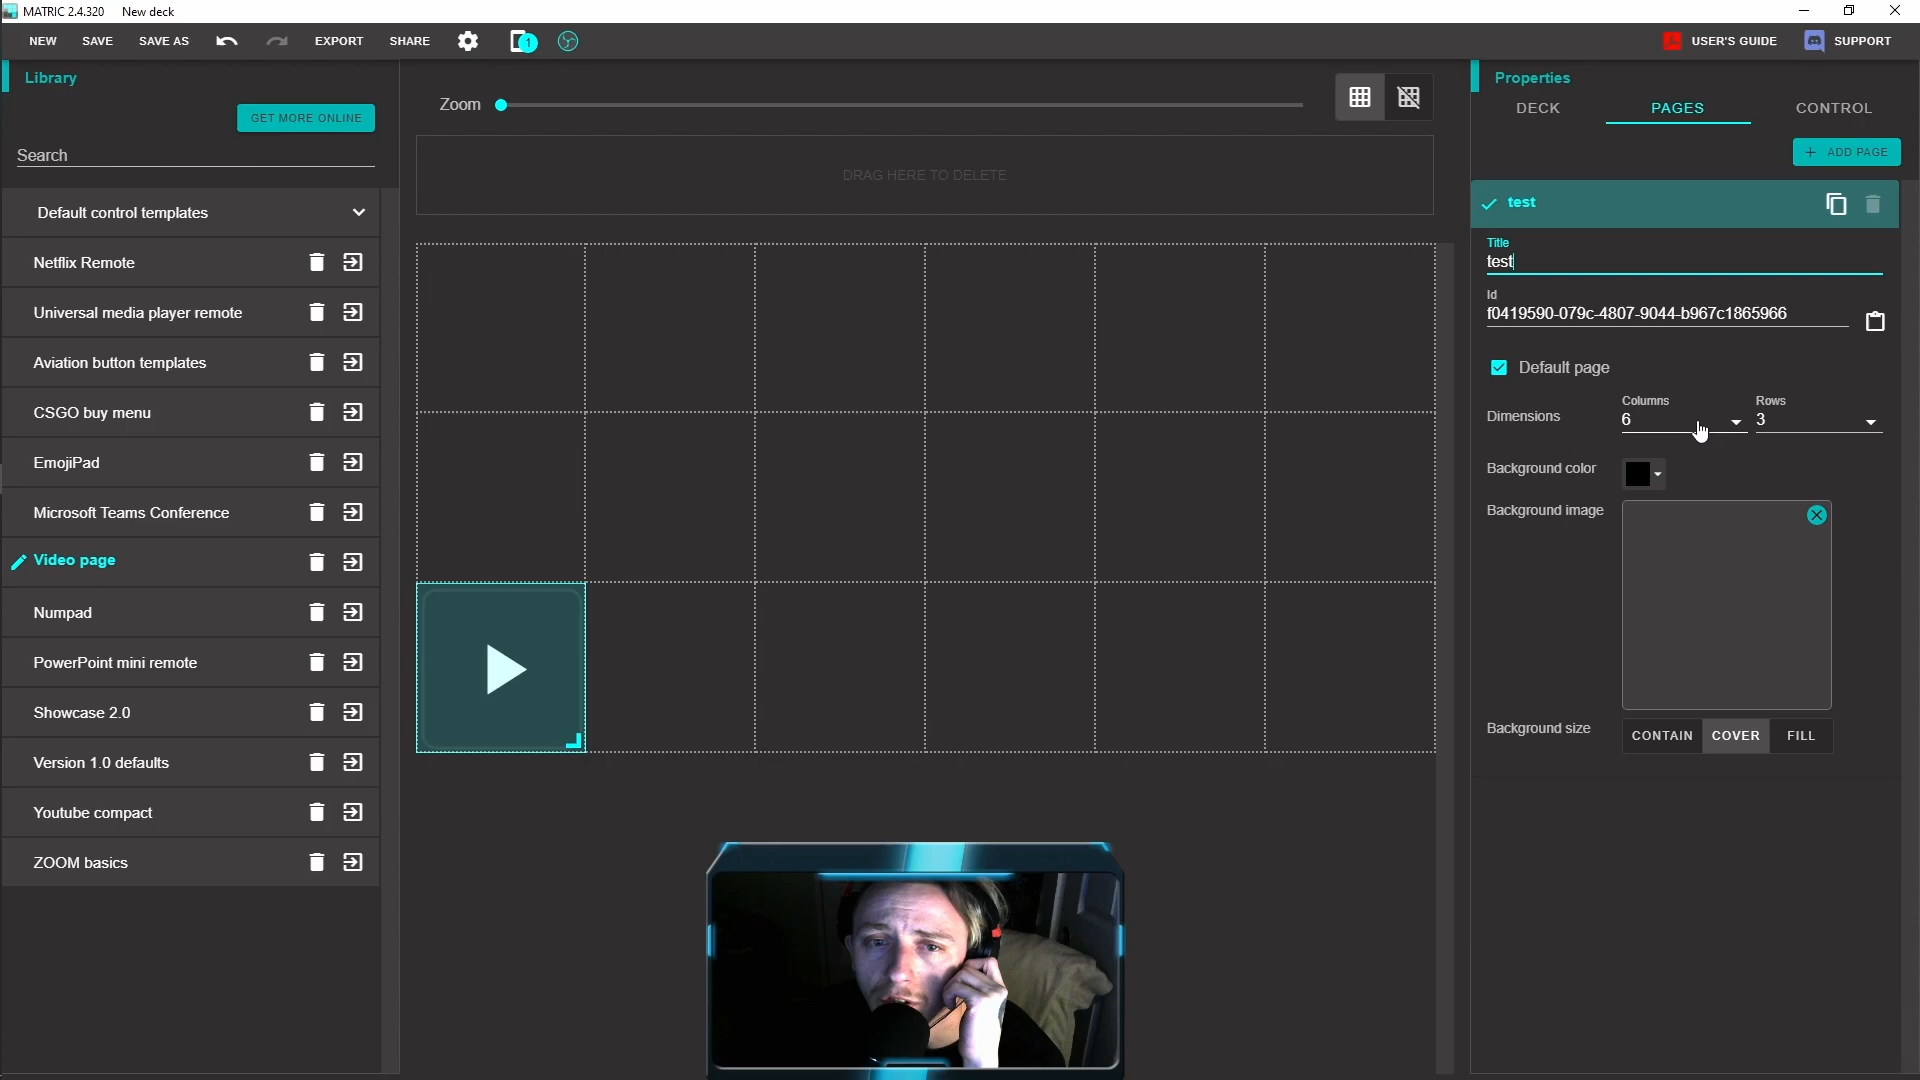 MATRIC 2.4.320 New deck
NEW SAVE SAVE AS EXPORT SHARE 1 USER'S GUIDE SUPPORT
Library
GET MORE ONLINE
Search
Default control templates
Netflix Remote
Universal media player remote
Aviation button templates
CSGO buy menu
EmojiPad
Microsoft Teams Conference
Video page
Numpad
PowerPoint mini remote
Showcase 2.0
Version 1.0 defaults
Youtube compact
ZOOM basics
Zoom
DRAG HERE TO DELETE
Properties
DECK PAGES CONTROL
+ ADD PAGE
test
Title
test
Id
f0419590-079c-4807-9044-b967c1865966
Default page
Columns Rows
Dimensions 6 3
Background color
Background image
Background size CONTAIN COVER FILL